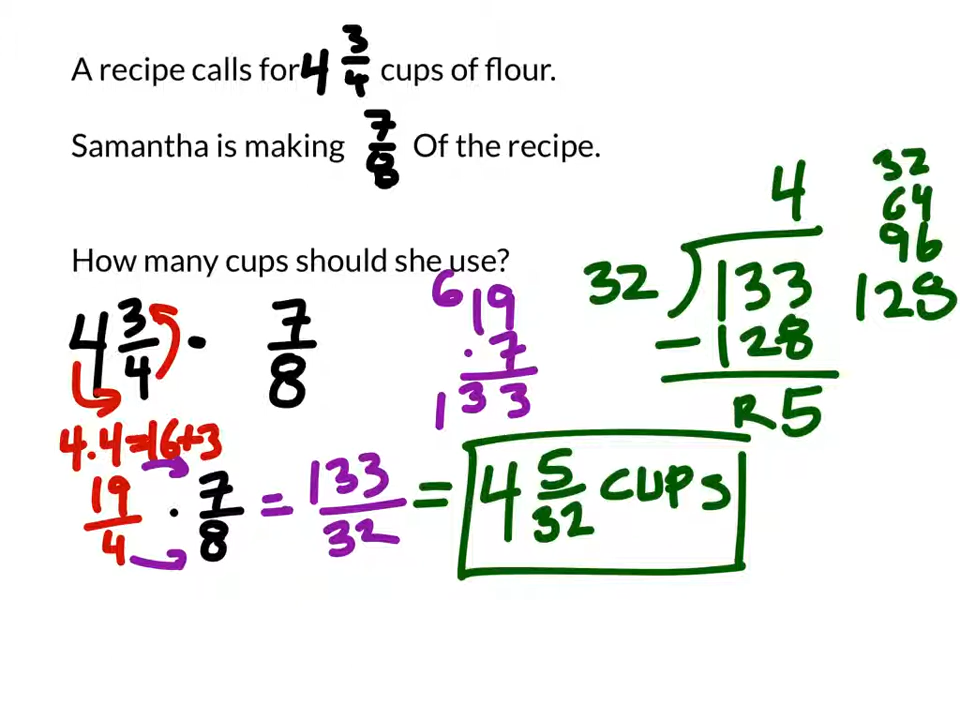 A recipe calls for 4 3/4 cups of flour.
Samantha is making 7/8 Of the recipe.
How many cups should she use?
4 3/4 · 7/8
4·4=16+3
19/4 · 7/8 = 133/32 = 4 5/32 cups
6
19
·7
133
4
32)133
-128
R5
32
64
96
128